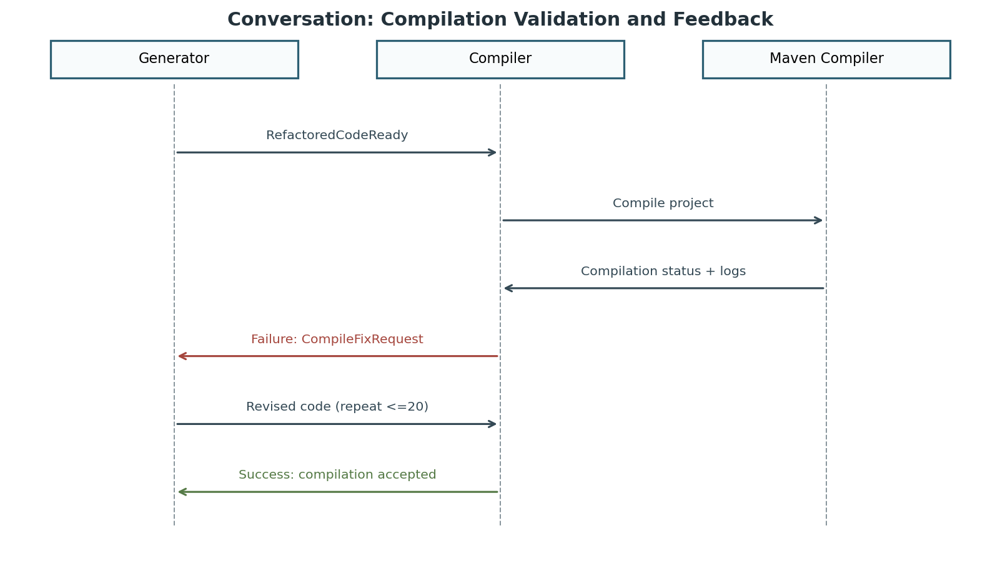 Conversation: Compilation Validation and Feedback
Generator
Compiler
Maven Compiler
RefactoredCodeReady
Compile project
Compilation status + logs
Failure: CompileFixRequest
Revised code (repeat <=20)
Success: compilation accepted